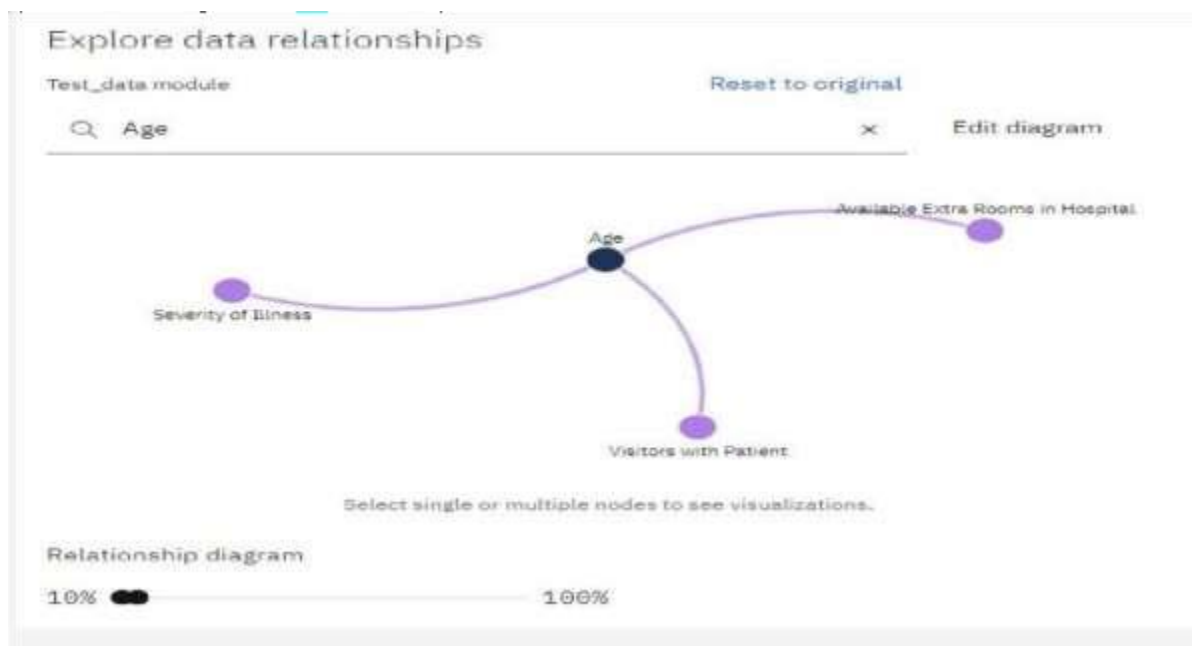 Explore data relationships
Test_data module
Reset to original
Age
×
Edit diagram
Available Extra Rooms in Hospital
Age
Severity of Illness
Visitors with Patient
Select single or multiple nodes to see visualizations.
Relationship diagram
10%
100%